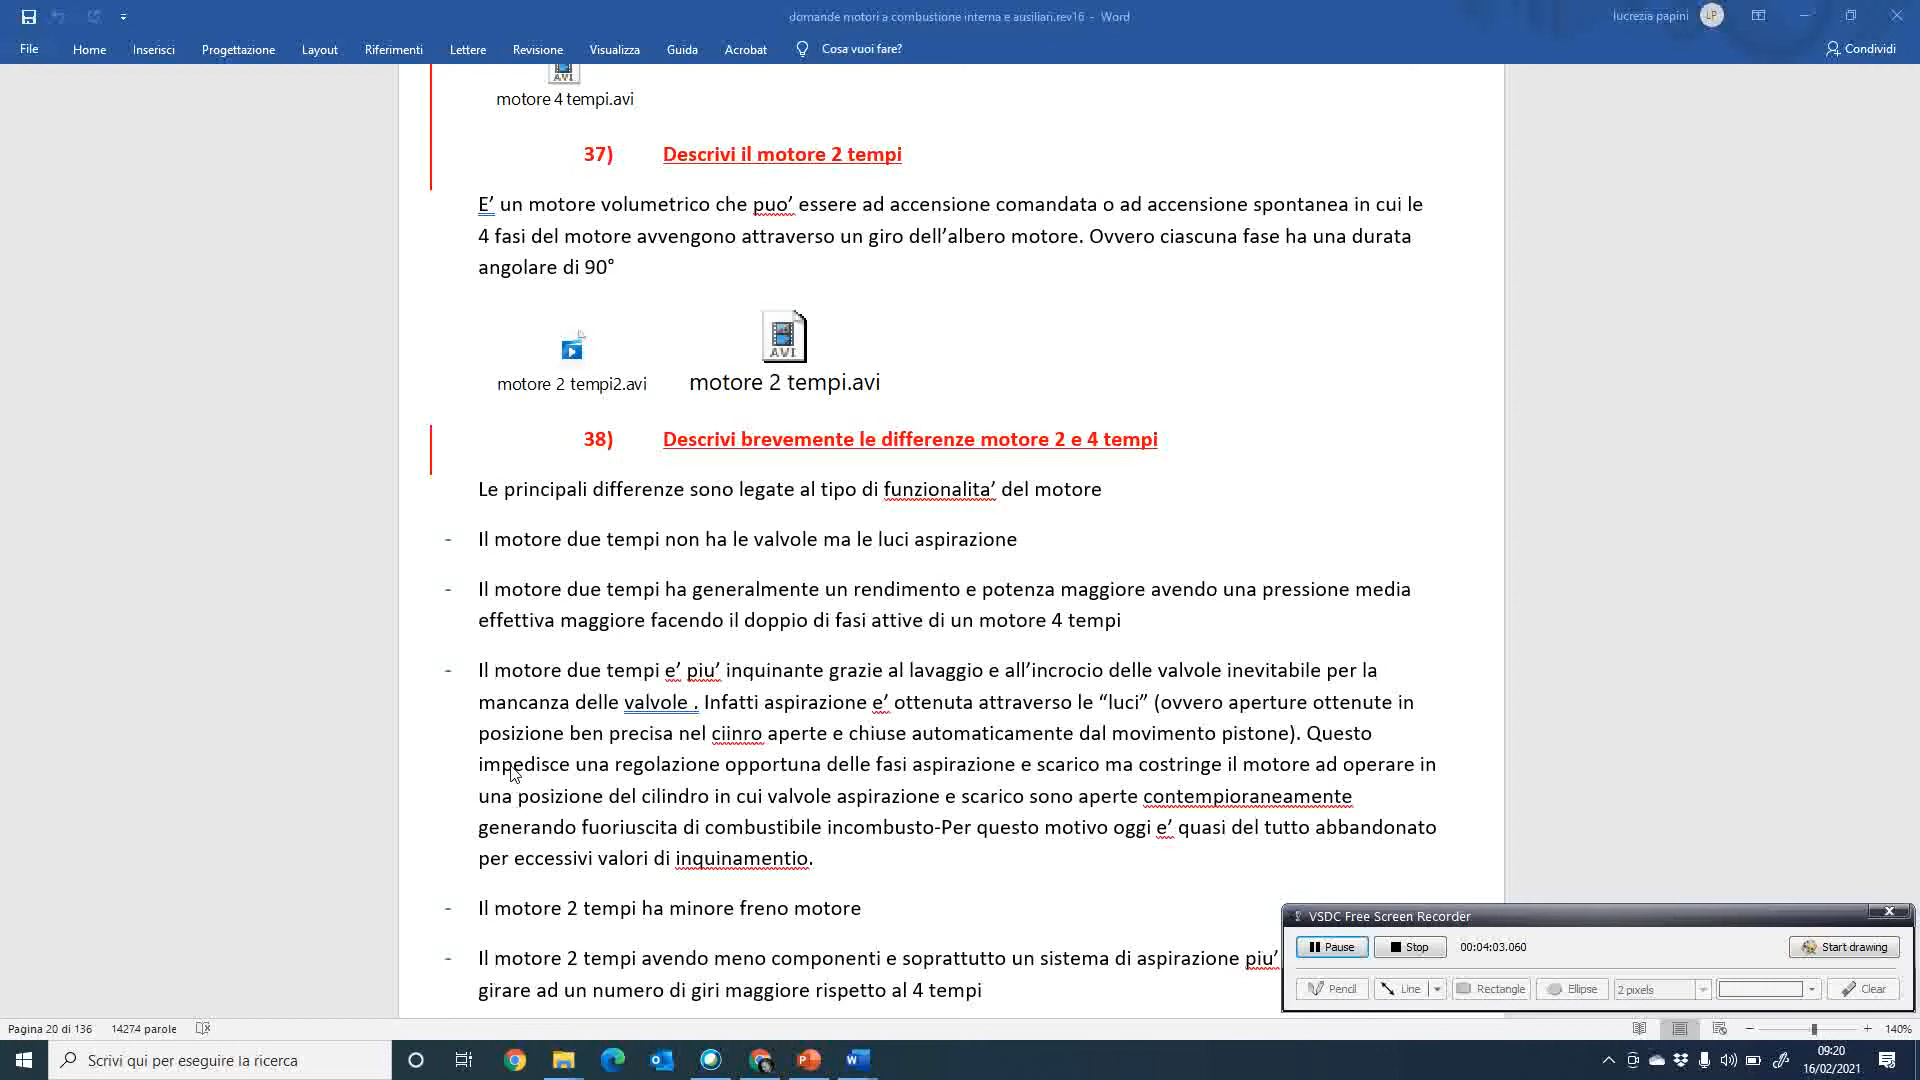 domande motori a combustione interna e ausiliari.rev16 - Word
lucrezia papini LP
File Home Inserisci Progettazione Layout Riferimenti Lettere Revisione Visualizza Guida Acrobat Cosa vuoi fare? Condividi
AVI
motore 4 tempi.avi
37) Descrivi il motore 2 tempi
E’ un motore volumetrico che puo’ essere ad accensione comandata o ad accensione spontanea in cui le
4 fasi del motore avvengono attraverso un giro dell’albero motore. Ovvero ciascuna fase ha una durata
angolare di 90°
AVI
motore 2 tempi2.avi motore 2 tempi.avi
38) Descrivi brevemente le differenze motore 2 e 4 tempi
Le principali differenze sono legate al tipo di funzionalita’ del motore
- Il motore due tempi non ha le valvole ma le luci aspirazione
- Il motore due tempi ha generalmente un rendimento e potenza maggiore avendo una pressione media
effettiva maggiore facendo il doppio di fasi attive di un motore 4 tempi
- Il motore due tempi e’ piu’ inquinante grazie al lavaggio e all’incrocio delle valvole inevitabile per la
mancanza delle valvole . Infatti aspirazione e’ ottenuta attraverso le “luci” (ovvero aperture ottenute in
posizione ben precisa nel ciinro aperte e chiuse automaticamente dal movimento pistone). Questo
impedisce una regolazione opportuna delle fasi aspirazione e scarico ma costringe il motore ad operare in
una posizione del cilindro in cui valvole aspirazione e scarico sono aperte contempioraneamente
generando fuoriuscita di combustibile incombusto-Per questo motivo oggi e’ quasi del tutto abbandonato
per eccessivi valori di inquinamentio.
- Il motore 2 tempi ha minore freno motore
- Il motore 2 tempi avendo meno componenti e soprattutto un sistema di aspirazione piu’
girare ad un numero di giri maggiore rispetto al 4 tempi
VSDC Free Screen Recorder
Pause Stop 00:04:03.060 Start drawing
Pencil Line Rectangle Ellipse 2 pixels Clear
Pagina 20 di 136 14274 parole 140%
Scrivi qui per eseguire la ricerca
09:20
16/02/2021